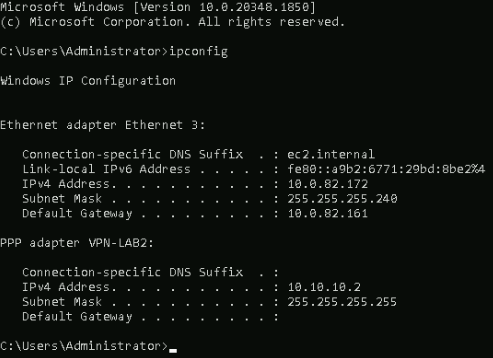 Microsoft Windows [Version 10.0.20348.1850]
(c) Microsoft Corporation. All rights reserved.
C:\Users\Administrator>ipconfig
Windows IP Configuration
Ethernet adapter Ethernet 3:
Connection-specific DNS Suffix  . : ec2.internal
Link-local IPv6 Address . . . . . : fe80::a9b2:6771:29bd:8be2%4
IPv4 Address. . . . . . . . . . . : 10.0.82.172
Subnet Mask . . . . . . . . . . . : 255.255.255.240
Default Gateway . . . . . . . . . : 10.0.82.161
PPP adapter VPN-LAB2:
Connection-specific DNS Suffix  . :
IPv4 Address. . . . . . . . . . . : 10.10.10.2
Subnet Mask . . . . . . . . . . . : 255.255.255.255
Default Gateway . . . . . . . . . :
C:\Users\Administrator>